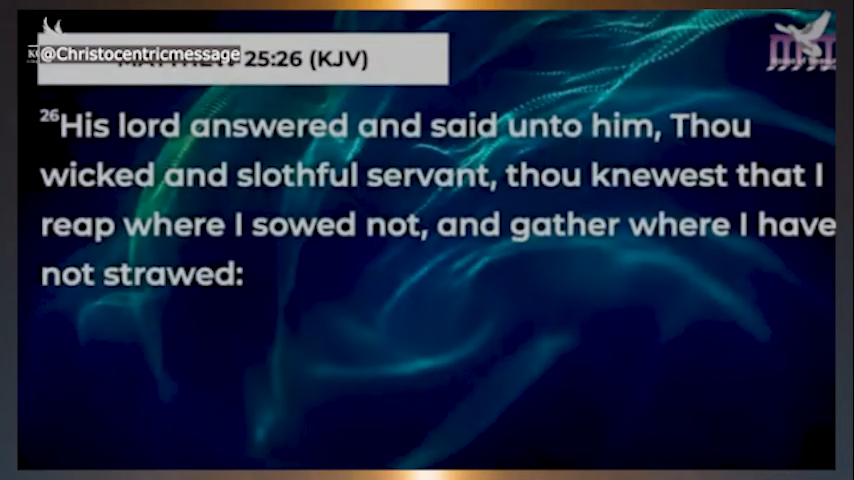 @Christocentricmessage
MATTHEW 25:26 (KJV)
26His lord answered and said unto him, Thou
wicked and slothful servant, thou knewest that I
reap where I sowed not, and gather where I have
not strawed: